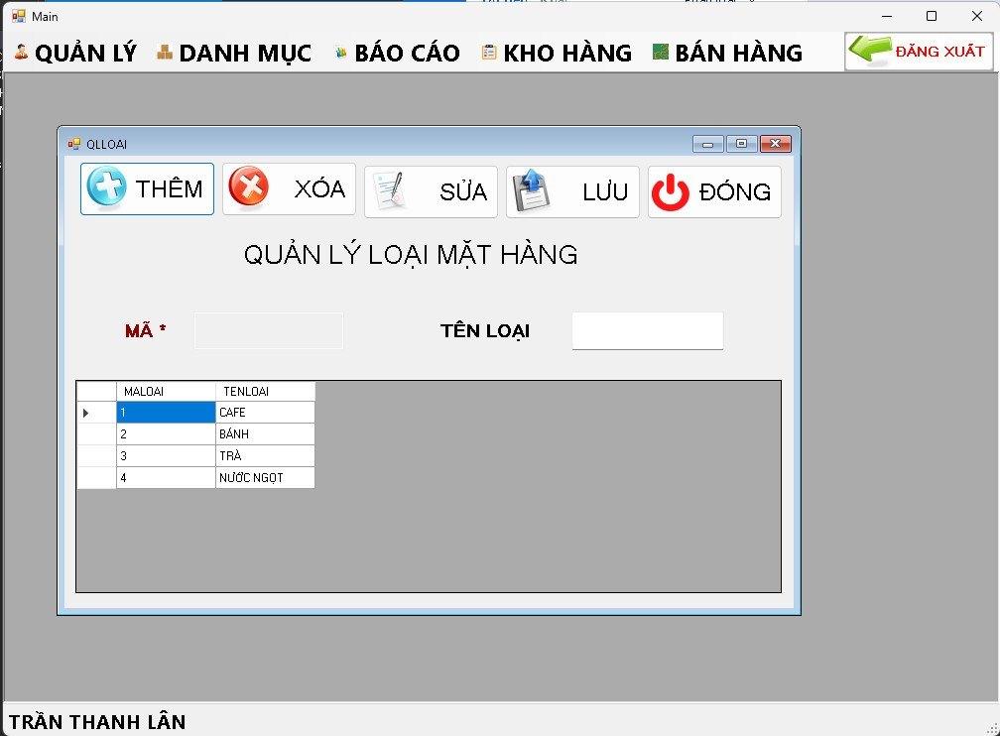 Main
QUẢN LÝ DANH MỤC BÁO CÁO KHO HÀNG BÁN HÀNG ĐĂNG XUẤT
QLLOAI
THÊM XÓA SỬA LƯU ĐÓNG
QUẢN LÝ LOẠI MẶT HÀNG
MÃ * TÊN LOẠI
MALOAI TENLOAI
1 CAFE
2 BÁNH
3 TRÀ
4 NƯỚC NGỌT
TRẦN THANH LÂN